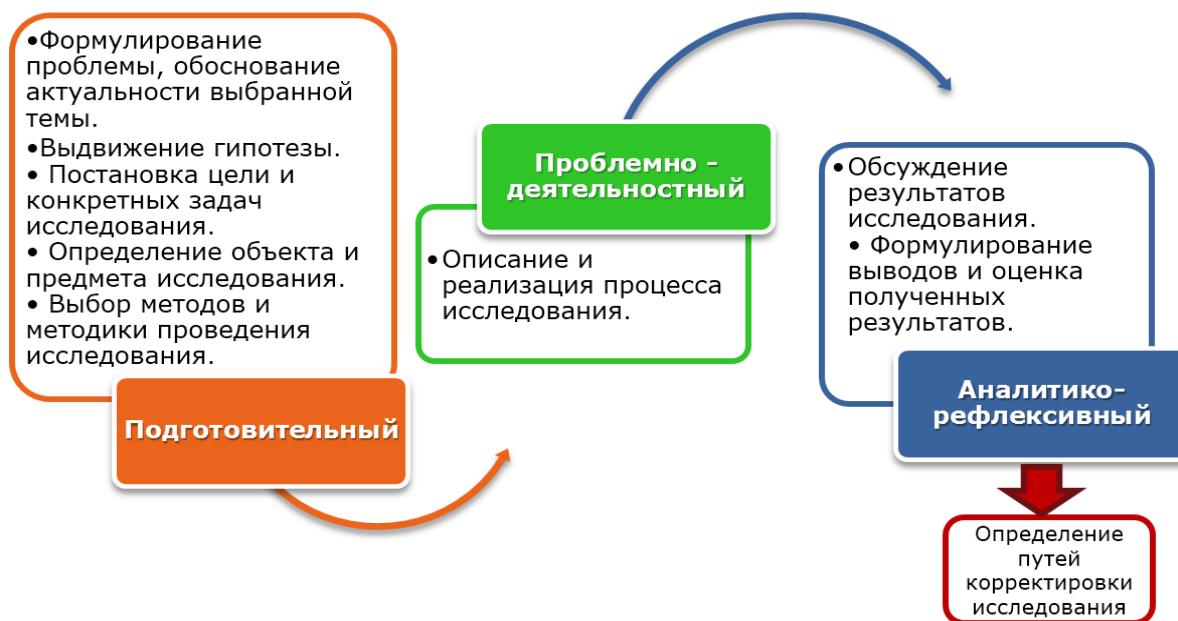 •Формулирование
проблемы, обоснование
актуальности выбранной
темы.
•Выдвижение гипотезы.
• Постановка цели и
конкретных задач
исследования.
• Определение объекта и
предмета исследования.
• Выбор методов и
методики проведения
исследования.
Подготовительный
Проблемно -
деятельностный
•Описание и
реализация процесса
исследования.
•Обсуждение
результатов
исследования.
• Формулирование
выводов и оценка
полученных
результатов.
Аналитико-
рефлексивный
Определение
путей
корректировки
исследования